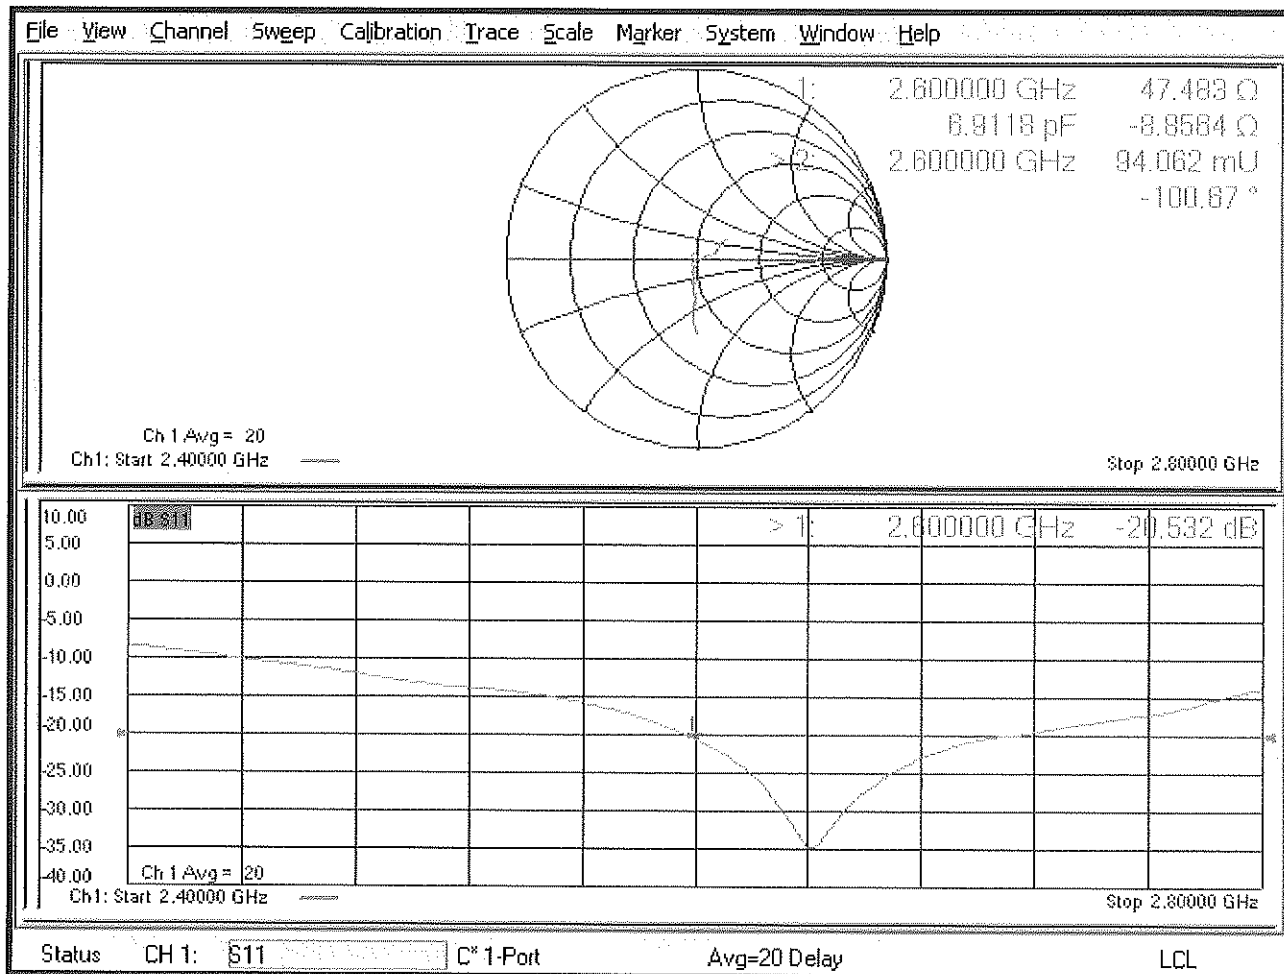 File View Channel Sweep Calibration Trace Scale Marker System Window Help
1: 2.600000 GHz 47.483 Ω
6.9118 pF -8.8564 Ω
> 2: 2.600000 GHz 94.062 mU
-100.67 °
Ch 1 Avg = 20
Ch1: Start 2.40000 GHz
Stop 2.80000 GHz
10.00
dB S11
> 1: 2.600000 GHz -20.532 dB
5.00
0.00
-5.00
-10.00
-15.00
-20.00
1
-25.00
-30.00
-35.00
-40.00
Ch 1 Avg = 20
Ch1: Start 2.40000 GHz
Stop 2.80000 GHz
Status CH 1: S11 C* 1-Port Avg=20 Delay LCL